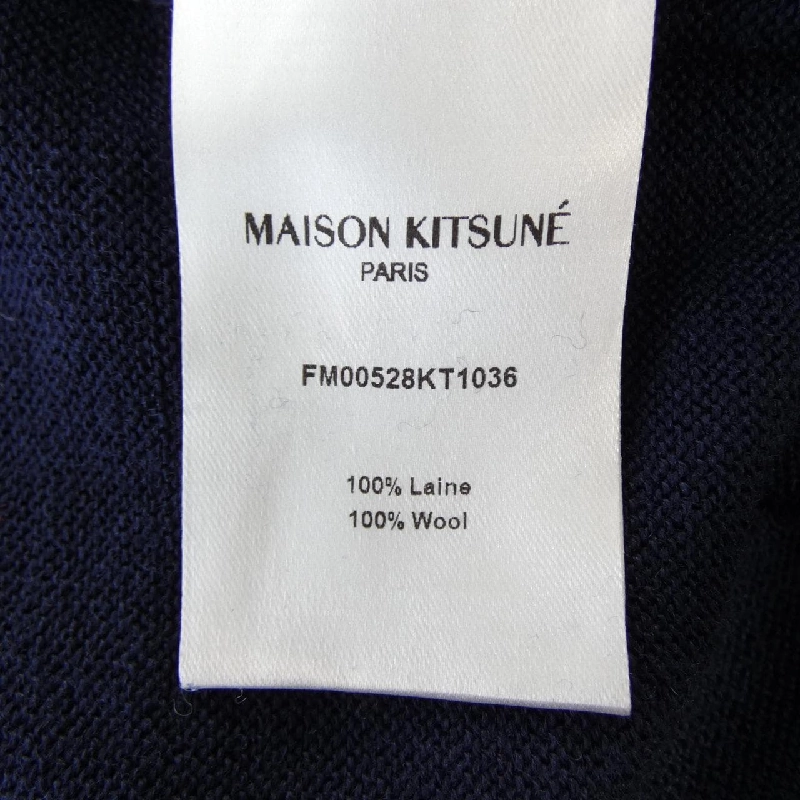 MAISON KITSUNÉ
PARIS
FM00528KT1036
100% Laine
100% Wool